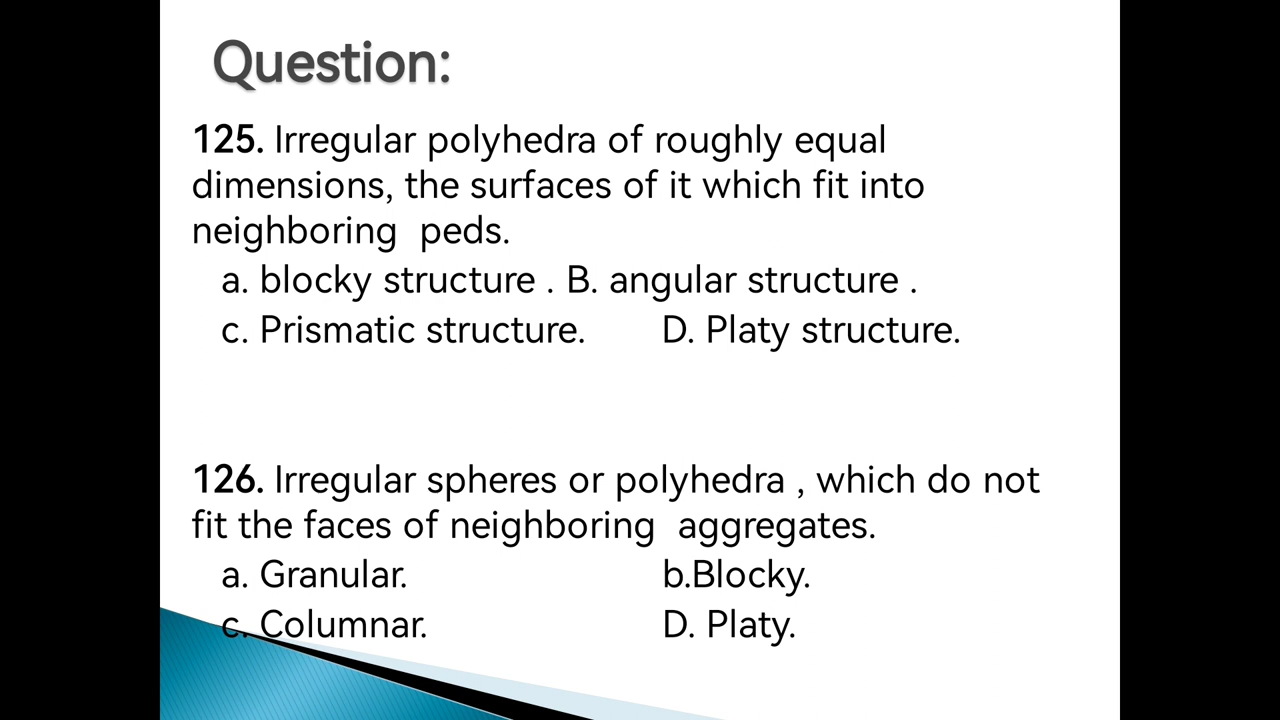 Question:
125. Irregular polyhedra of roughly equal
dimensions, the surfaces of it which fit into
neighboring  peds.
a. blocky structure . B. angular structure .
c. Prismatic structure. D. Platy structure.
126. Irregular spheres or polyhedra , which do not
fit the faces of neighboring  aggregates.
a. Granular. b.Blocky.
c. Columnar. D. Platy.